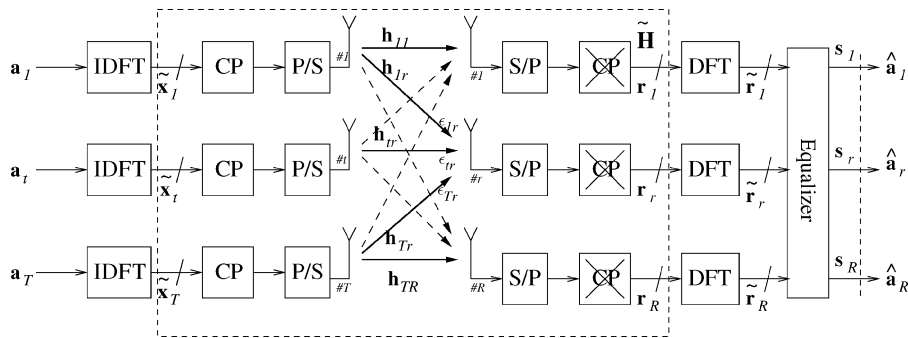 a_1 IDFT x̃_1 CP P/S #1 h_11 #1 S/P CP H̃ r_1 DFT r̃_1 s_1 â_1
h_1r
ϵ_1r
a_t IDFT x̃_t CP P/S #t h_tr ϵ_tr #r S/P CP r_r DFT r̃_r Equalizer s_r â_r
ϵ_Tr
h_Tr
a_T IDFT x̃_T CP P/S #T h_TR #R S/P CP r_R DFT r̃_R s_R â_R